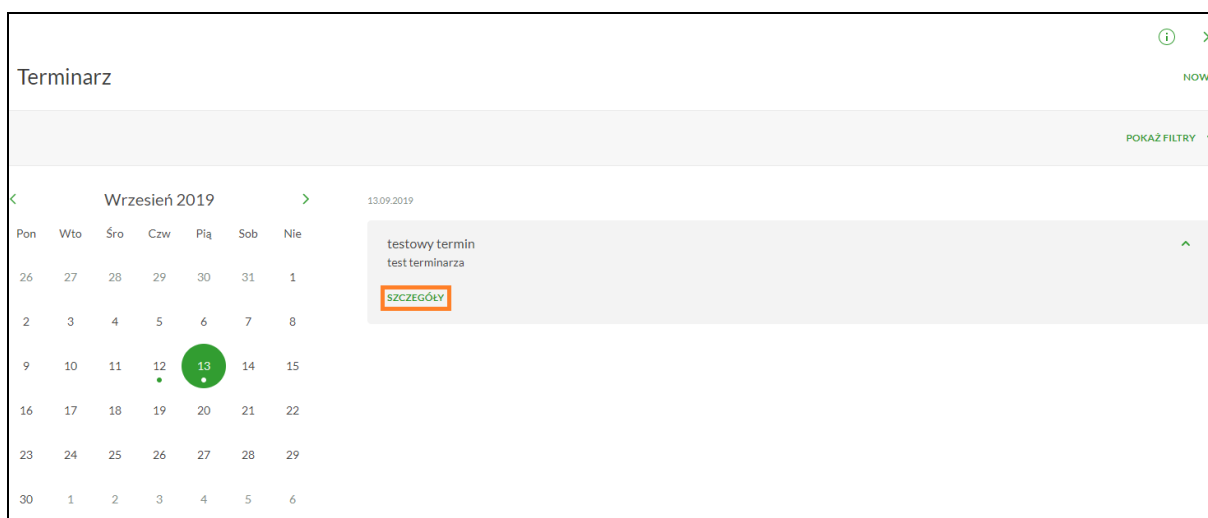 Terminarz
NOW
POKAŻ FILTRY
Wrzesień 2019
Pon Wto Śro Czw Pią Sob Nie
26 27 28 29 30 31 1
2 3 4 5 6 7 8
9 10 11 12 13 14 15
16 17 18 19 20 21 22
23 24 25 26 27 28 29
30 1 2 3 4 5 6
13.09.2019
testowy termin
test terminarza
SZCZEGÓŁY